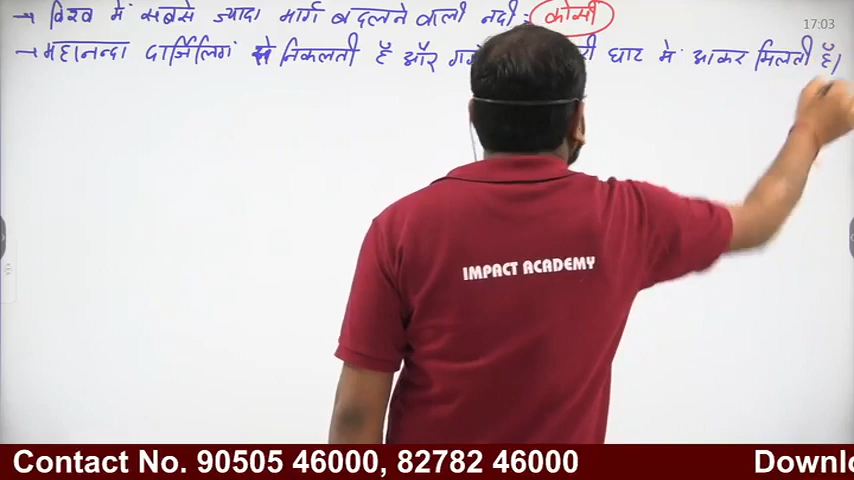 → विश्व में सबसे ज्यादा मार्ग बदलने वाली नदी : कोसी
17:03
→ महानन्दा दार्जिलिंग से निकलती है और गंगे री घाट में आकर मिलती है।
IMPACT ACADEMY
Contact No. 90505 46000, 82782 46000
Downlo